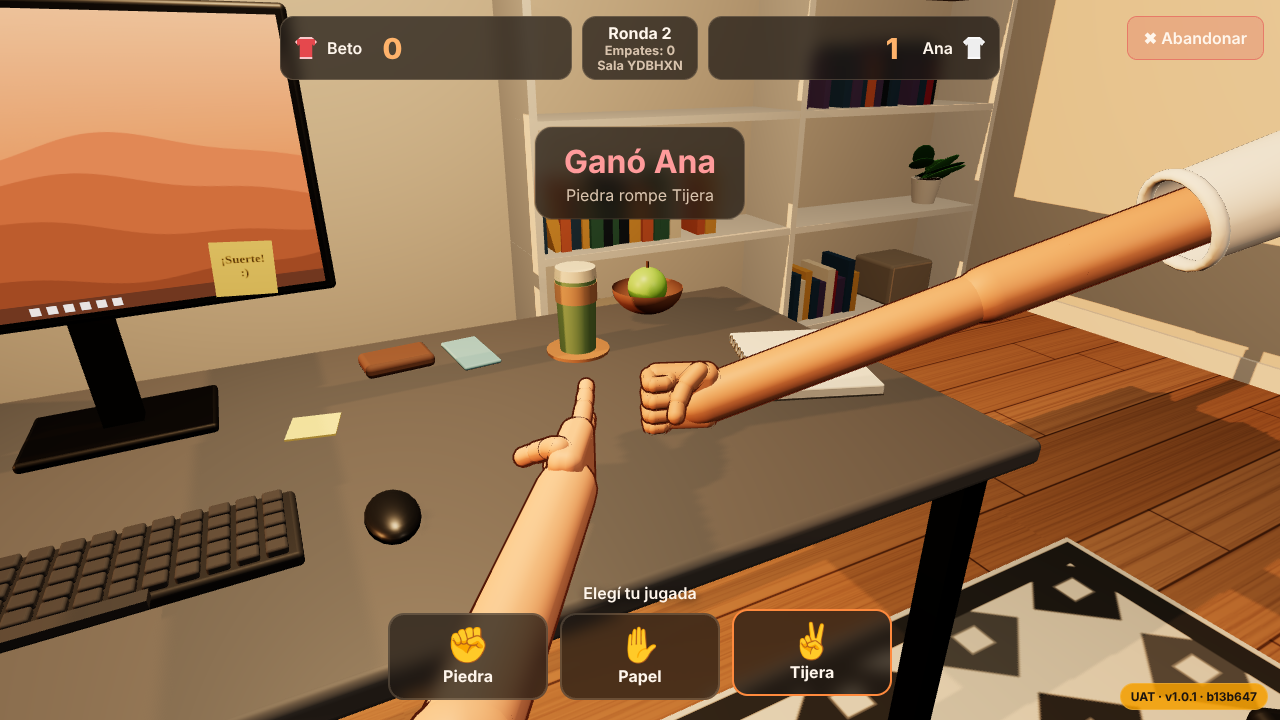 Beto 0
Ronda 2
Empates: 0
Sala YDBHXN
1 Ana
✖ Abandonar
Ganó Ana
Piedra rompe Tijera
¡Suerte!
:)
Elegí tu jugada
Piedra
Papel
Tijera
UAT · v1.0.1 · b13b647